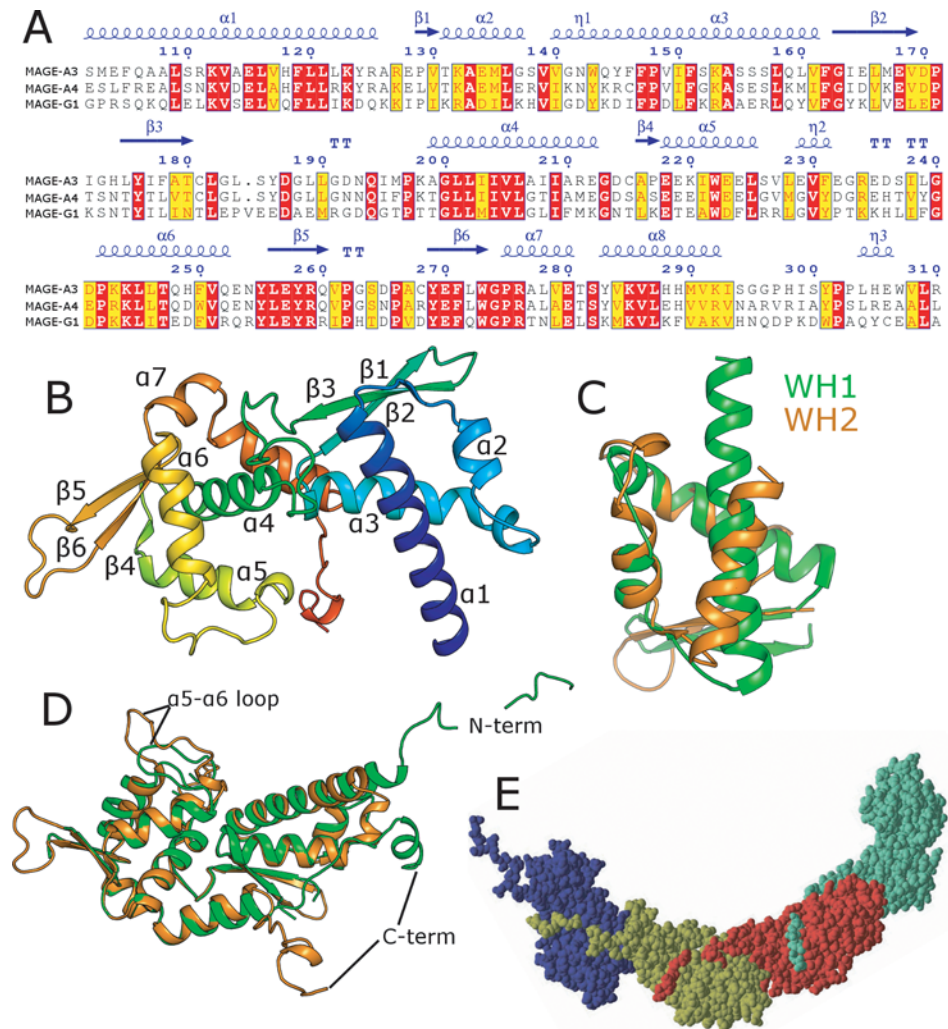 A
α1 β1 α2 η1 α3 β2
110 120 130 140 150 160 170
MAGE-A3 SMEFQAALSRKVAELVHFLLLKYRAREPVTKAEMLGSVVGNWQYFFPVIFSKASSSLQLVFGIELMEVDP
MAGE-A4 ESLFREALSNKVDELAHFLLRKYRAKELVTKAEMLERVIKNYKRCFPVIFGKASESLKMIFGIDVKEVDP
MAGE-G1 GPRSQKQLELKVSELVQFLLIKDQKKIPIKRADILKHVIGDYKDIFPDLFKRAAERLKYVFGYKLVELEP
β3 TT α4 β4 α5 η2 TT TT
180 190 200 210 220 230 240
MAGE-A3 IGHLYIFATCLGL.SYDGLLGDNQIMPKAGLLIIVLAIIAREGDCAPEEKIWEELSVLEVFEGREDSILG
MAGE-A4 TSNTYTLVTCLGL.SYDGLLGNNQIFPKTGLLIIVLGTIAMEGDSASEEEIWEELGVMGVYDGREHTVYG
MAGE-G1 KSNTYILINTLEPVEEDAEMRGDQGTPTTGLLMIVLGLIFMKGNTLKETEAWDFLRRLGVYPTKKHLIFG
α6 β5 TT β6 α7 α8 η3
250 260 270 280 290 300 310
MAGE-A3 DPKKLLTQHFVQENYLEYRQVPGSDPACYEFLWGPRALVETSYVKVLHHMVKISGGPHISYPPLHEWVLR
MAGE-A4 EPRKLLTQNWVQENYLEYRQVPGSNPARYEFLWGPRALAETSYVKVLEHVVRVNARVRIAYPSLREAALL
MAGE-G1 DPKKLITEDFVRQRYLEYRRIPHTDPVDYEFQWGPRTNLELSKMKVLKFVAKVHNQDPKDWPAQYCEALA
B
α7
β3
β1
β2
α2
α6
β5
α4
α3
β6
β4
α5
α1
C
WH1
WH2
D
α5-α6 loop
N-term
C-term
E